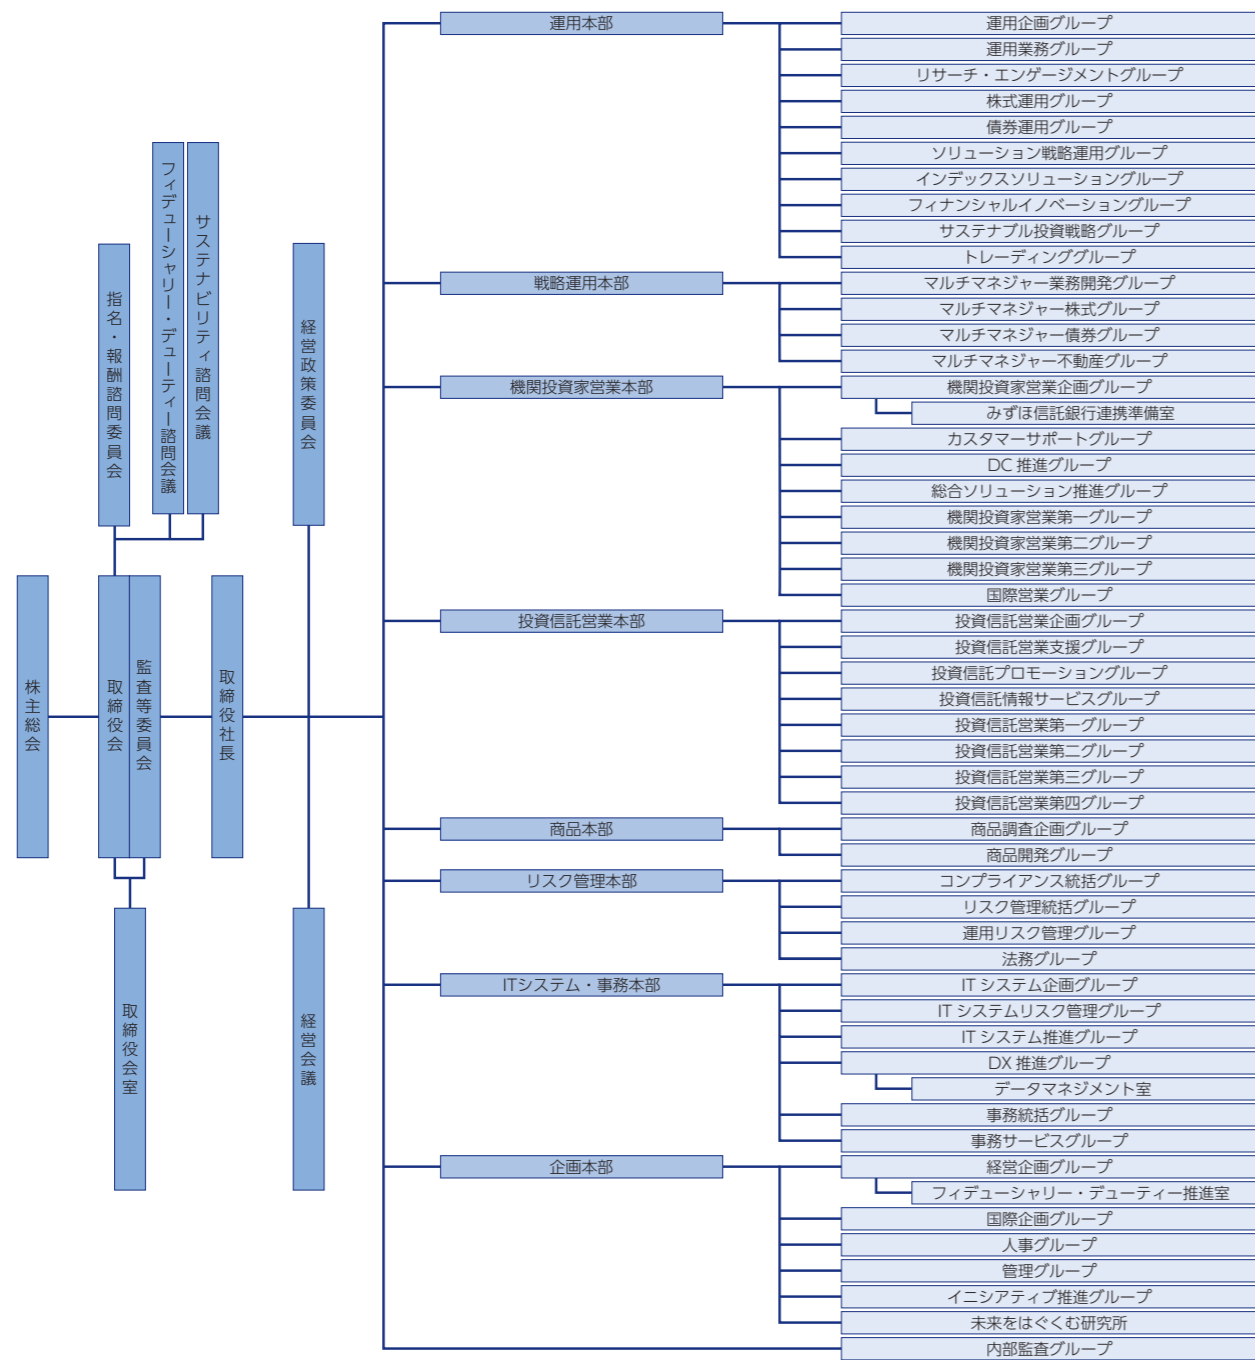 株主総会
指名・報酬諮問委員会
フィデューシャリー・デューティー諮問会議
サステナビリティ諮問会議
取締役会
監査等委員会
取締役会室
取締役社長
経営政策委員会
経営会議
運用本部
運用企画グループ
運用業務グループ
リサーチ・エンゲージメントグループ
株式運用グループ
債券運用グループ
ソリューション戦略運用グループ
インデックスソリューショングループ
フィナンシャルイノベーショングループ
サステナブル投資戦略グループ
トレーディンググループ
戦略運用本部
マルチマネジャー業務開発グループ
マルチマネジャー株式グループ
マルチマネジャー債券グループ
マルチマネジャー不動産グループ
機関投資家営業本部
機関投資家営業企画グループ
みずほ信託銀行連携準備室
カスタマーサポートグループ
DC 推進グループ
総合ソリューション推進グループ
機関投資家営業第一グループ
機関投資家営業第二グループ
機関投資家営業第三グループ
国際営業グループ
投資信託営業本部
投資信託営業企画グループ
投資信託営業支援グループ
投資信託プロモーショングループ
投資信託情報サービスグループ
投資信託営業第一グループ
投資信託営業第二グループ
投資信託営業第三グループ
投資信託営業第四グループ
商品本部
商品調査企画グループ
商品開発グループ
リスク管理本部
コンプライアンス統括グループ
リスク管理統括グループ
運用リスク管理グループ
法務グループ
ITシステム・事務本部
IT システム企画グループ
IT システムリスク管理グループ
IT システム推進グループ
DX 推進グループ
データマネジメント室
事務統括グループ
事務サービスグループ
企画本部
経営企画グループ
フィデューシャリー・デューティー推進室
国際企画グループ
人事グループ
管理グループ
イニシアティブ推進グループ
未来をはぐくむ研究所
内部監査グループ